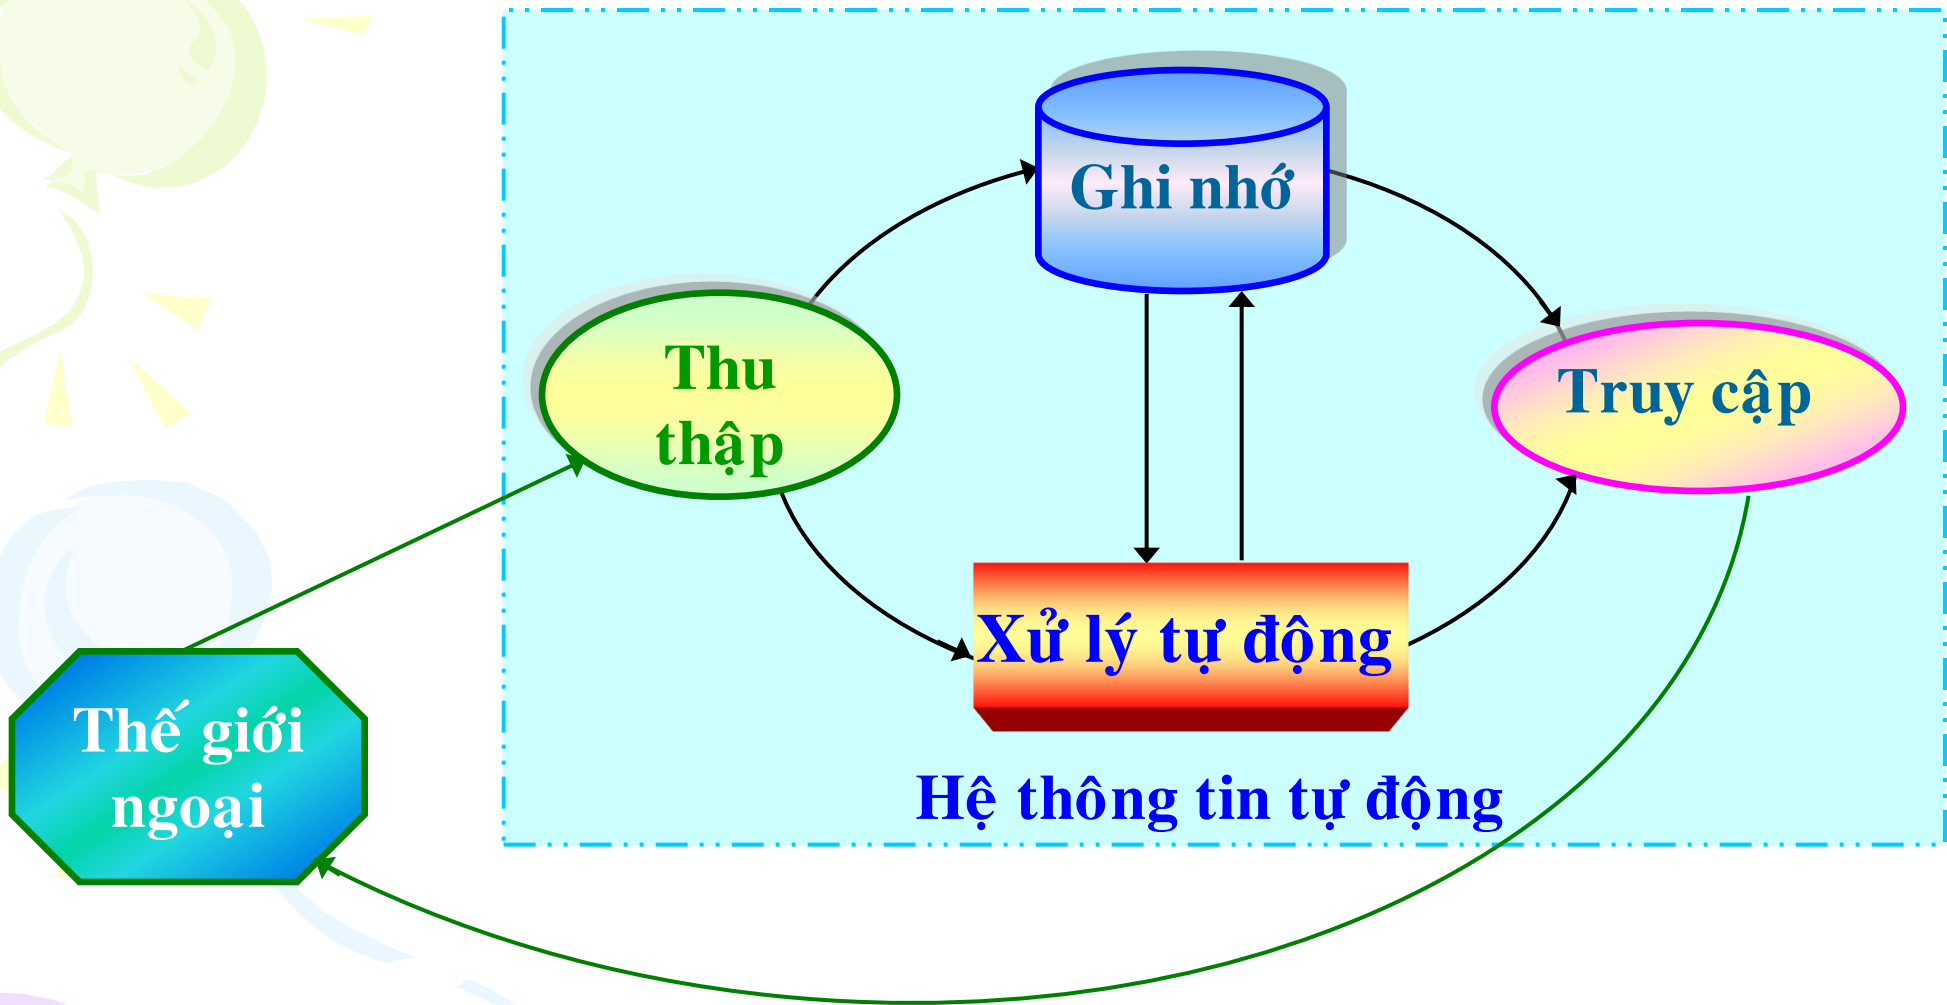 Ghi nhớ
Thu
thập
Truy cập
Xử lý tự động
Thế giới
ngoại
Hệ thông tin tự động